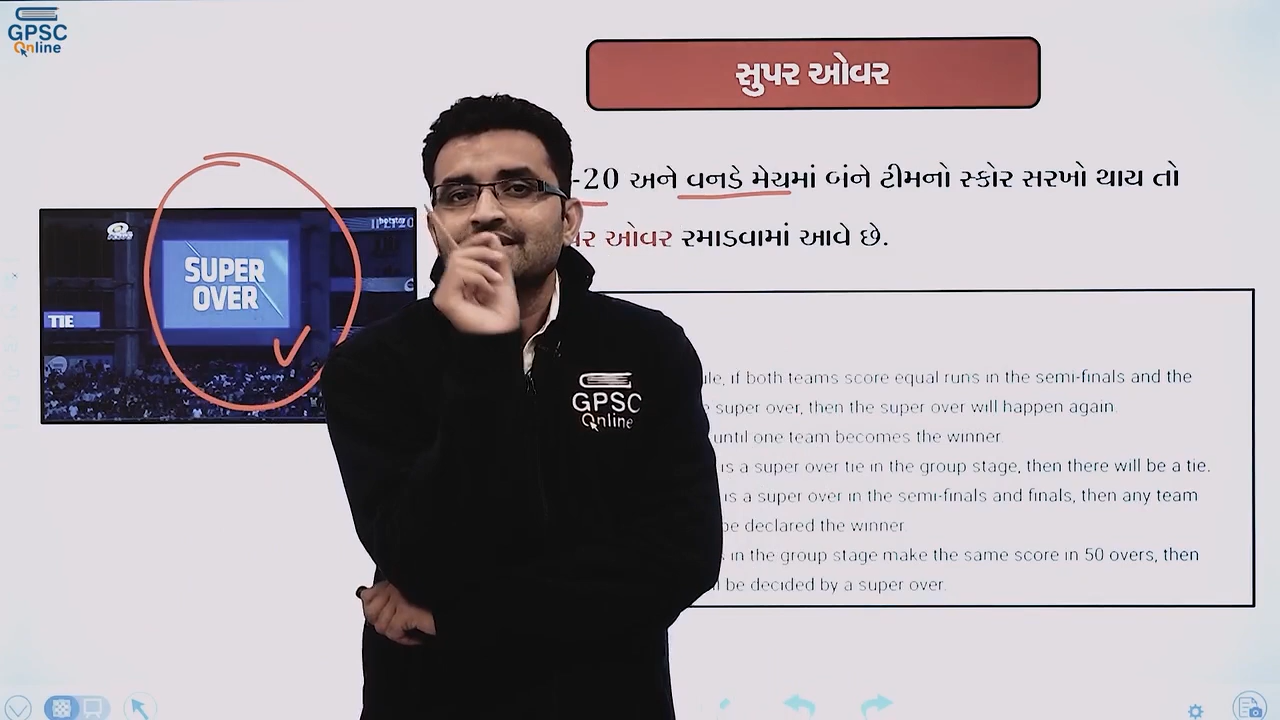 GPSC
Online
સુપર ઓવર
-20 અને વનડે મેચમાં બંને ટીમનો સ્કોર સરખો થાય તો
ઓવર રમાડવામાં આવે છે.
SUPER
OVER
TIE
if both teams score equal runs in the semi-finals and the
super over, then the super over will happen again.
until one team becomes the winner
is a super over tie in the group stage, then there will be a tie.
is a super over in the semi-finals and finals, then any team
be declared the winner
in the group stage make the same score in 50 overs, then
be decided by a super over.
GPSC
Online